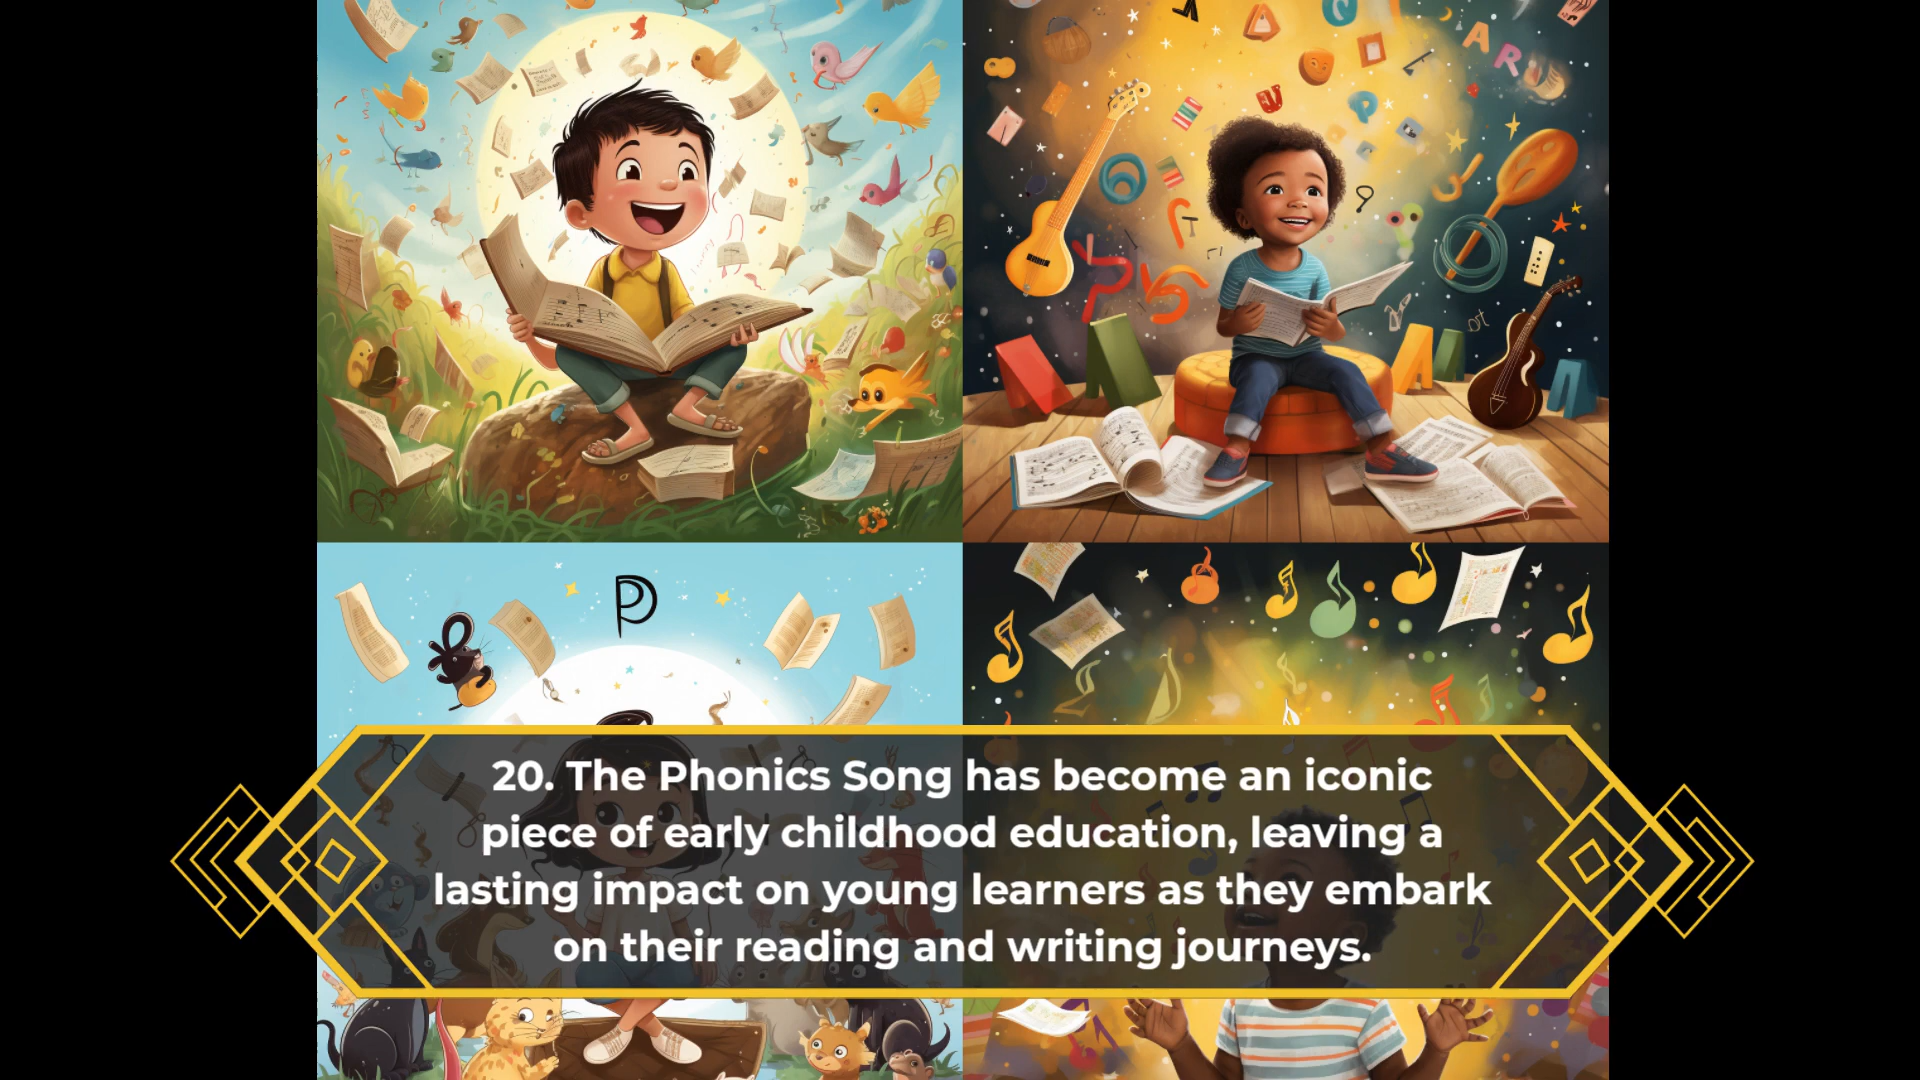 A R
P
20. The Phonics Song has become an iconic
piece of early childhood education, leaving a
lasting impact on young learners as they embark
on their reading and writing journeys.